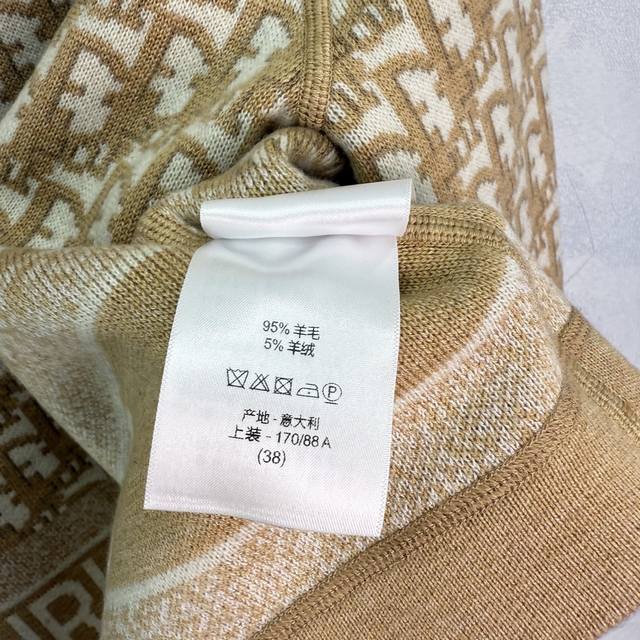 95% 羊毛
5% 羊绒
P
产地 - 意大利
上装 - 170/88 A
(38)